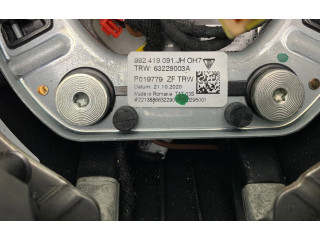 992.419.091.JH OH7
TRW: 63229003A
P019779 ZF TRW
Datum: 21.10.2020
Made in Romania